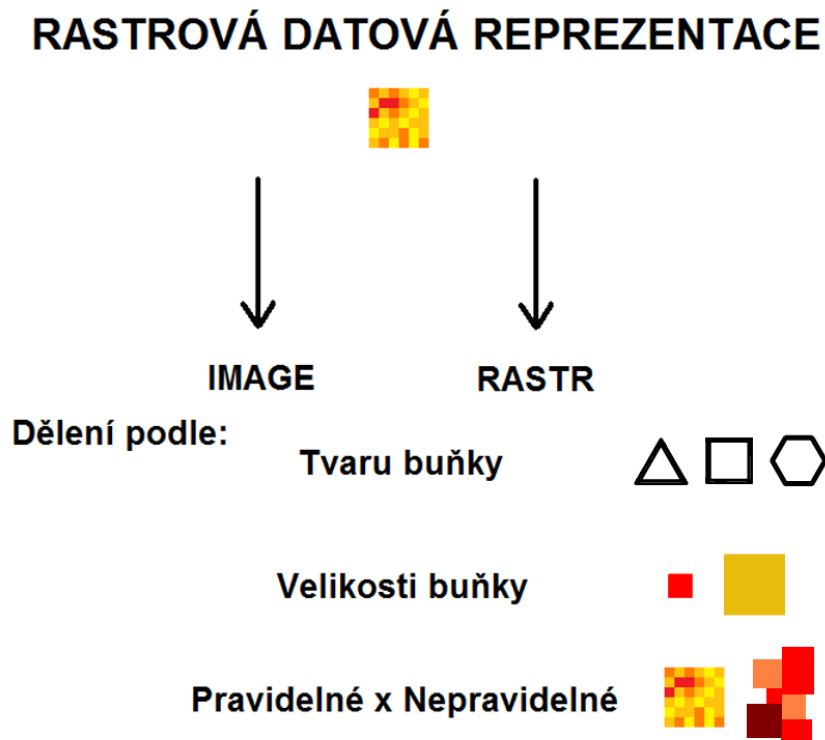 RASTROVÁ DATOVÁ REPREZENTACE
IMAGE
RASTR
Dělení podle:
Tvaru buňky
Velikosti buňky
Pravidelné x Nepravidelné